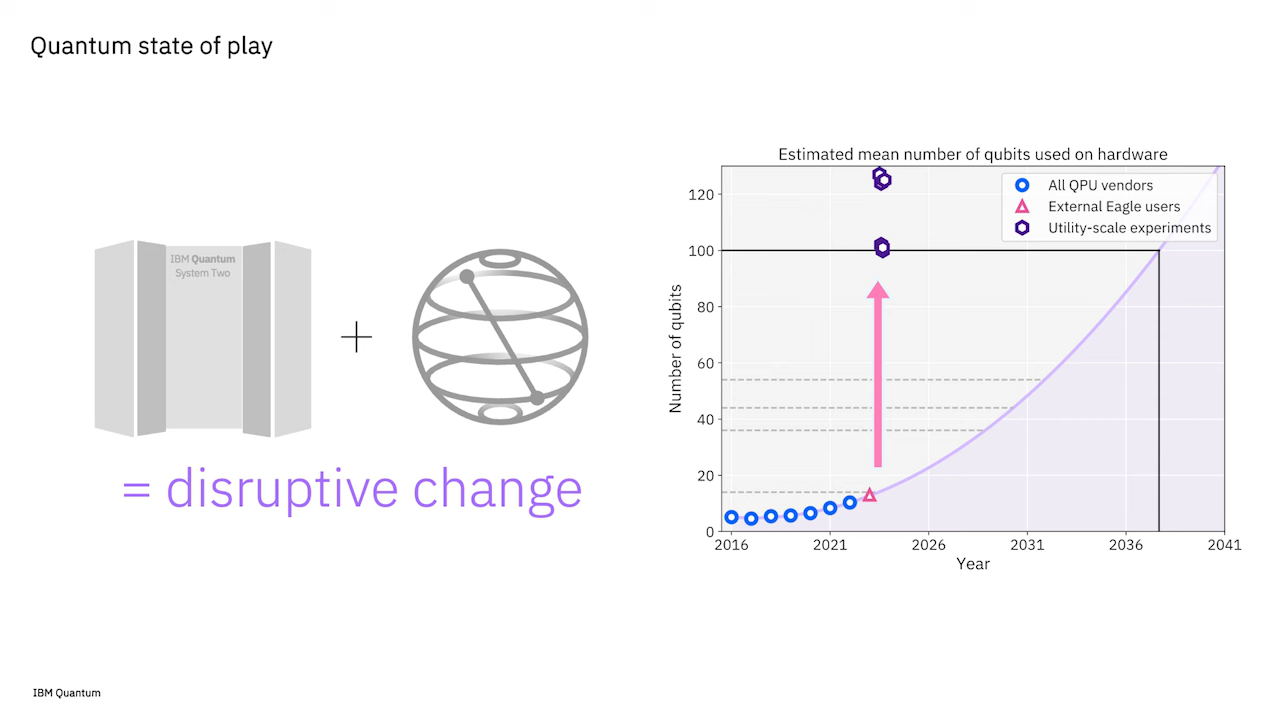 Quantum state of play
IBM Quantum
System Two
= disruptive change
Estimated mean number of qubits used on hardware
All QPU vendors
External Eagle users
Utility-scale experiments
Number of qubits
120
100
80
60
40
20
0
2016
2021
2026
2031
2036
2041
Year
IBM Quantum